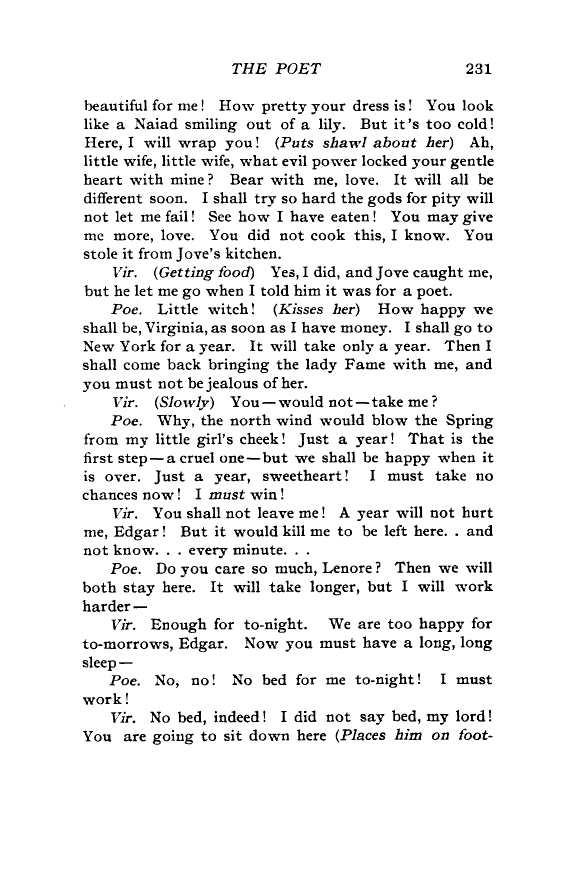 THE POET 231
beautiful for me! How pretty your dress is! You look
like a Naiad smiling out of a lily. But it's too cold!
Here, I will wrap you! (Puts shawl about her) Ah,
little wife, little wife, what evil power locked your gentle
heart with mine? Bear with me, love. It will all be
different soon. I shall try so hard the gods for pity will
not let me fail! See how I have eaten! You may give
me more, love. You did not cook this, I know. You
stole it from Jove's kitchen.
Vir. (Getting food) Yes, I did, and Jove caught me,
but he let me go when I told him it was for a poet.
Poe. Little witch! (Kisses her) How happy we
shall be, Virginia, as soon as I have money. I shall go to
New York for a year. It will take only a year. Then I
shall come back bringing the lady Fame with me, and
you must not be jealous of her.
Vir. (Slowly) You—would not—take me?
Poe. Why, the north wind would blow the Spring
from my little girl's cheek! Just a year! That is the
first step—a cruel one—but we shall be happy when it
is over. Just a year, sweetheart! I must take no
chances now! I must win!
Vir. You shall not leave me! A year will not hurt
me, Edgar! But it would kill me to be left here. . and
not know. . . every minute. . .
Poe. Do you care so much, Lenore? Then we will
both stay here. It will take longer, but I will work
harder—
Vir. Enough for to-night. We are too happy for
to-morrows, Edgar. Now you must have a long, long
sleep—
Poe. No, no! No bed for me to-night! I must
work!
Vir. No bed, indeed! I did not say bed, my lord!
You are going to sit down here (Places him on foot-